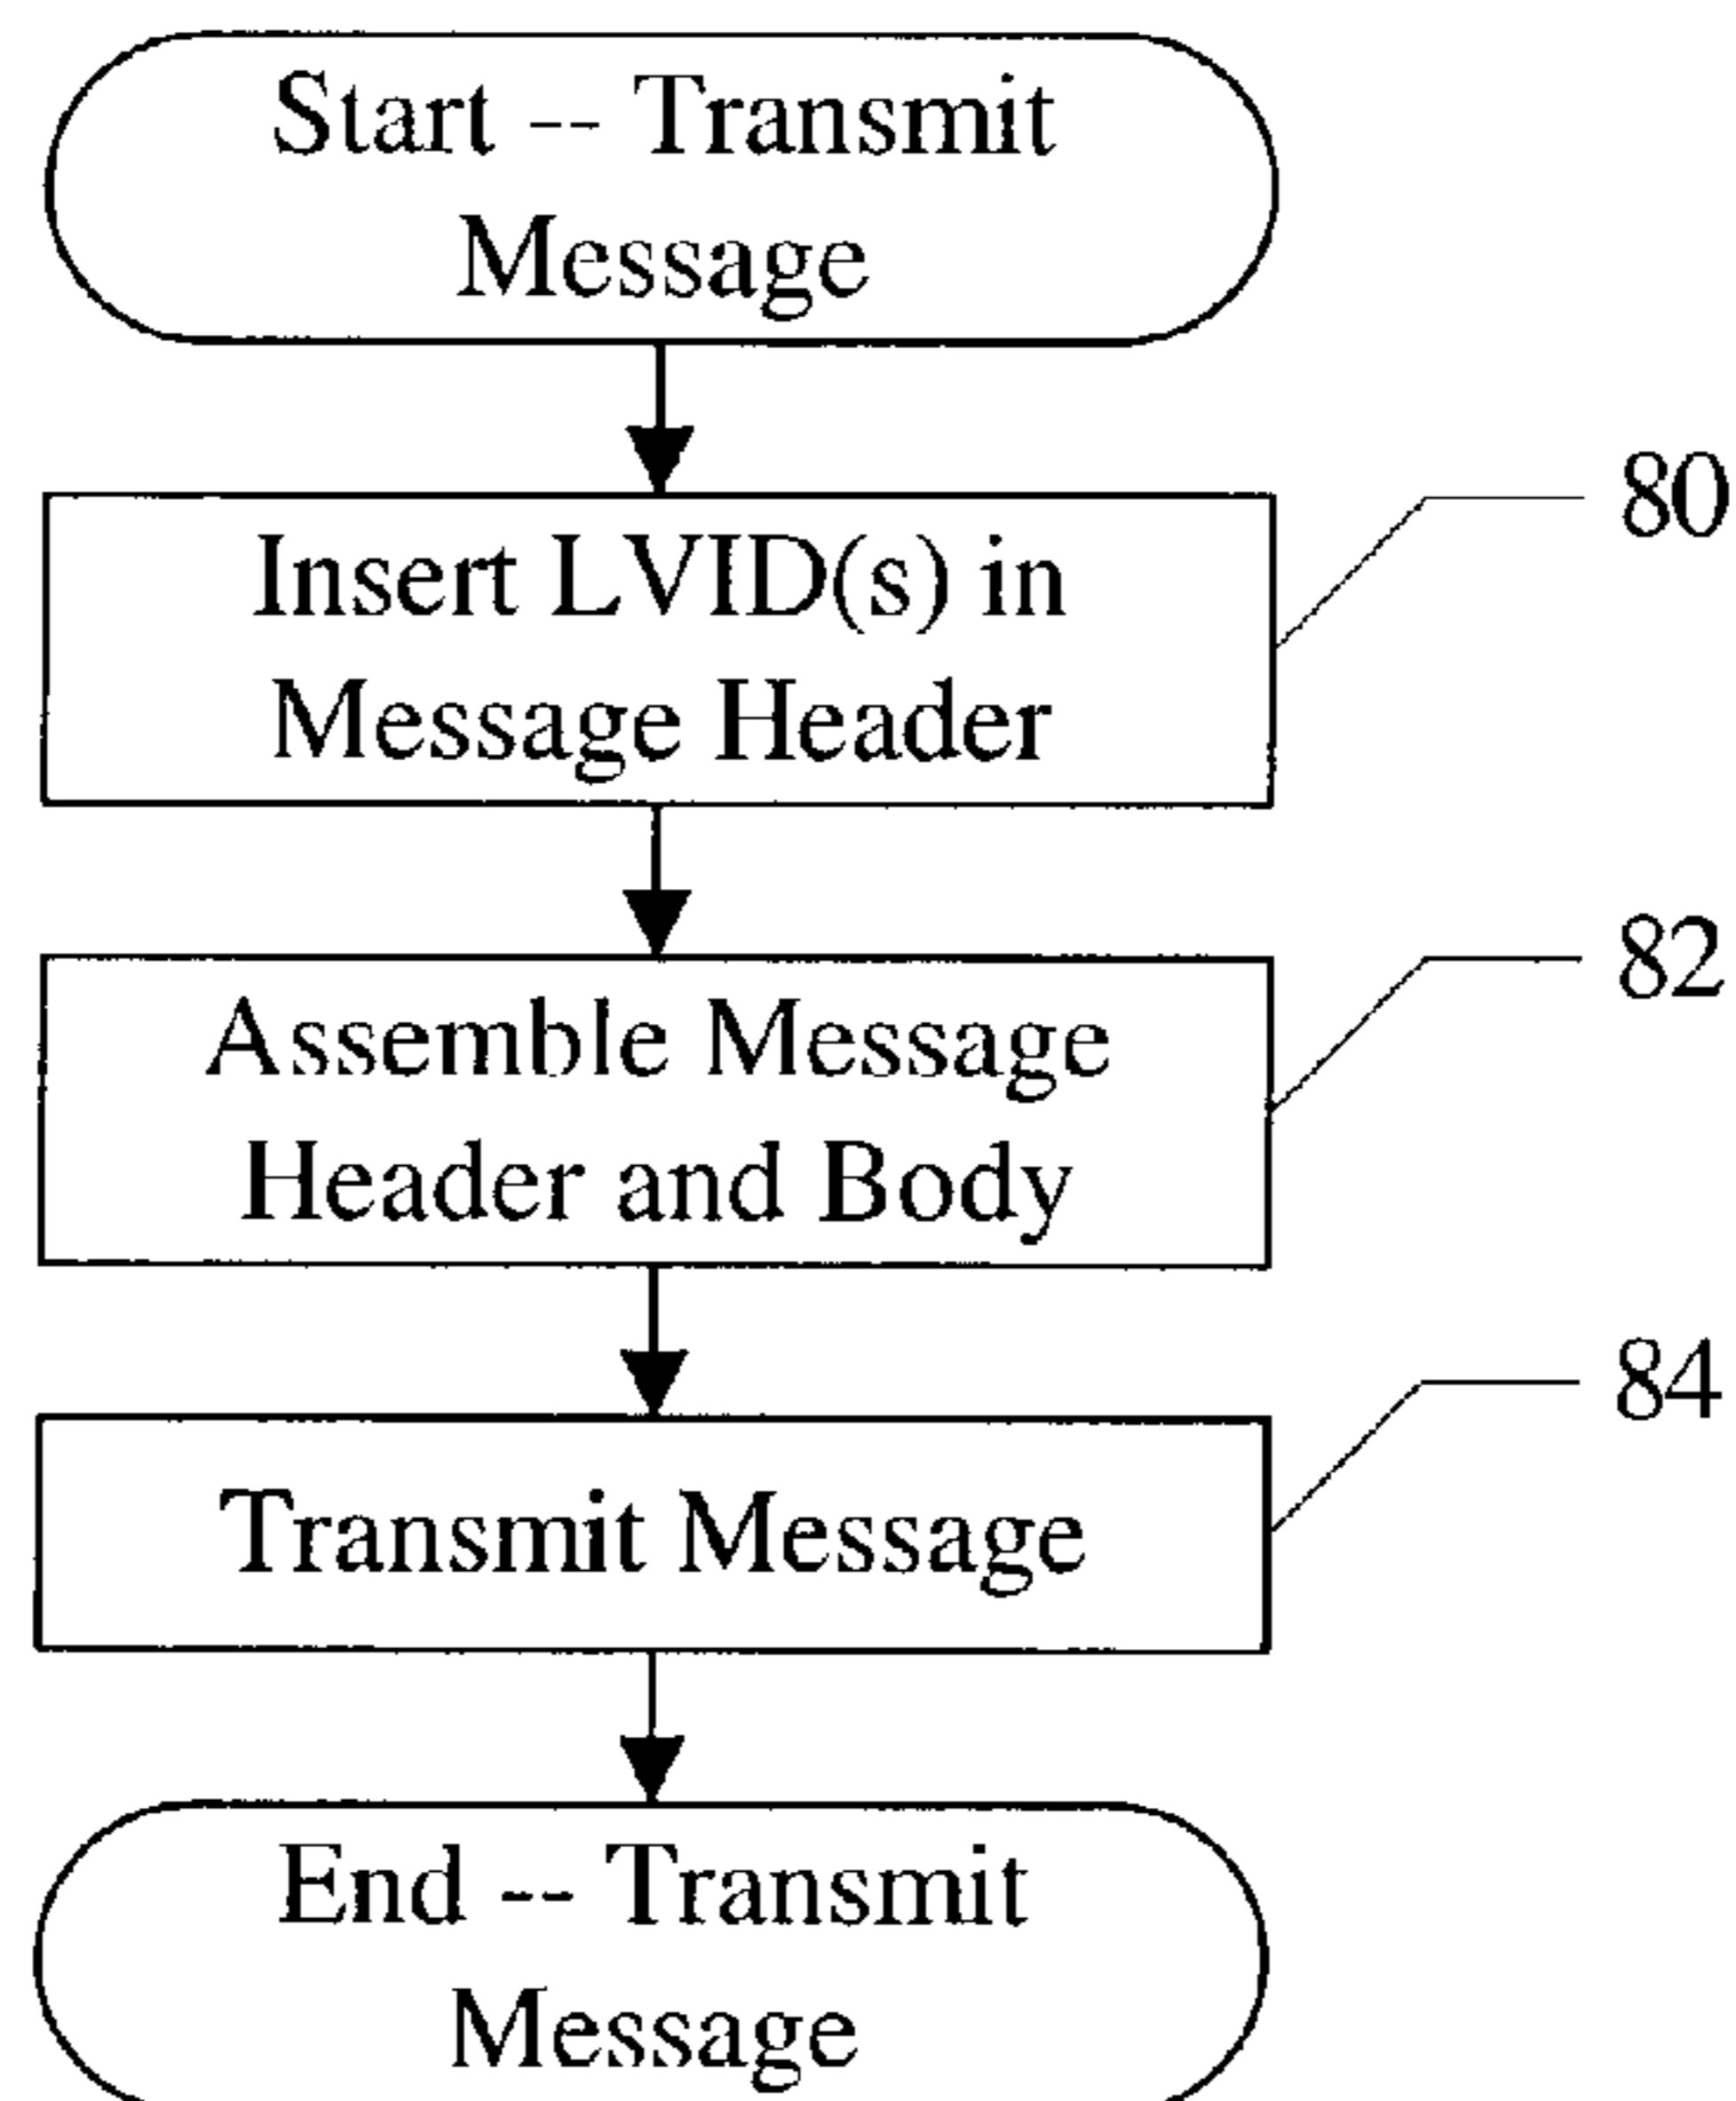 Start -- Transmit
Message
80
Insert LVID(s) in
Message Header
82
Assemble Message
Header and Body
84
Transmit Message
End -- Transmit
Message